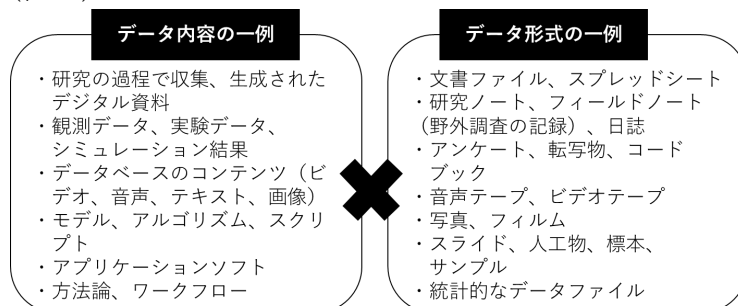 データ内容の一例
・研究の過程で収集、生成された
デジタル資料
・観測データ、実験データ、
シミュレーション結果
・データベースのコンテンツ（ビ
デオ、音声、テキスト、画像）
・モデル、アルゴリズム、スクリ
プト
・アプリケーションソフト
・方法論、ワークフロー
データ形式の一例
・文書ファイル、スプレッドシート
・研究ノート、フィールドノート
（野外調査の記録）、日誌
・アンケート、転写物、コード
ブック
・音声テープ、ビデオテープ
・写真、フィルム
・スライド、人工物、標本、
サンプル
・統計的なデータファイル